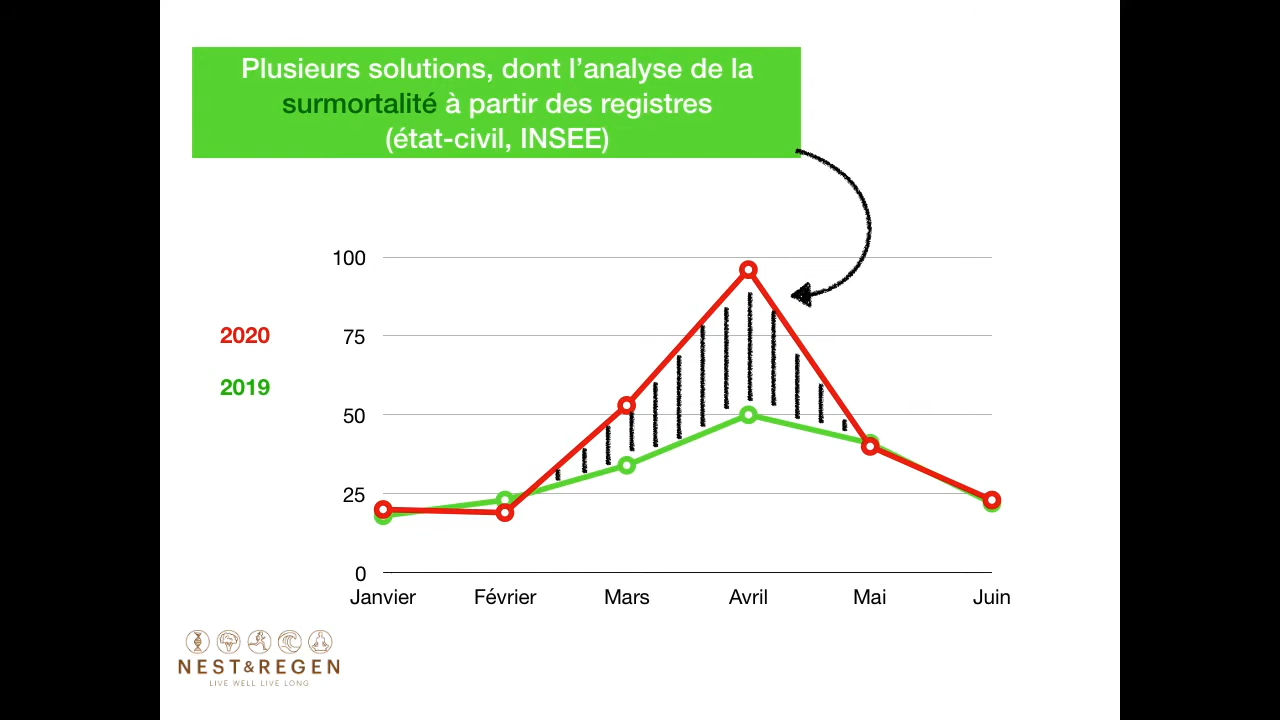 Plusieurs solutions, dont l’analyse de la
surmortalité à partir des registres
(état-civil, INSEE)
100
75
50
25
0
2020
2019
Janvier Février Mars Avril Mai Juin
NEST&REGEN
LIVE WELL LIVE LONG